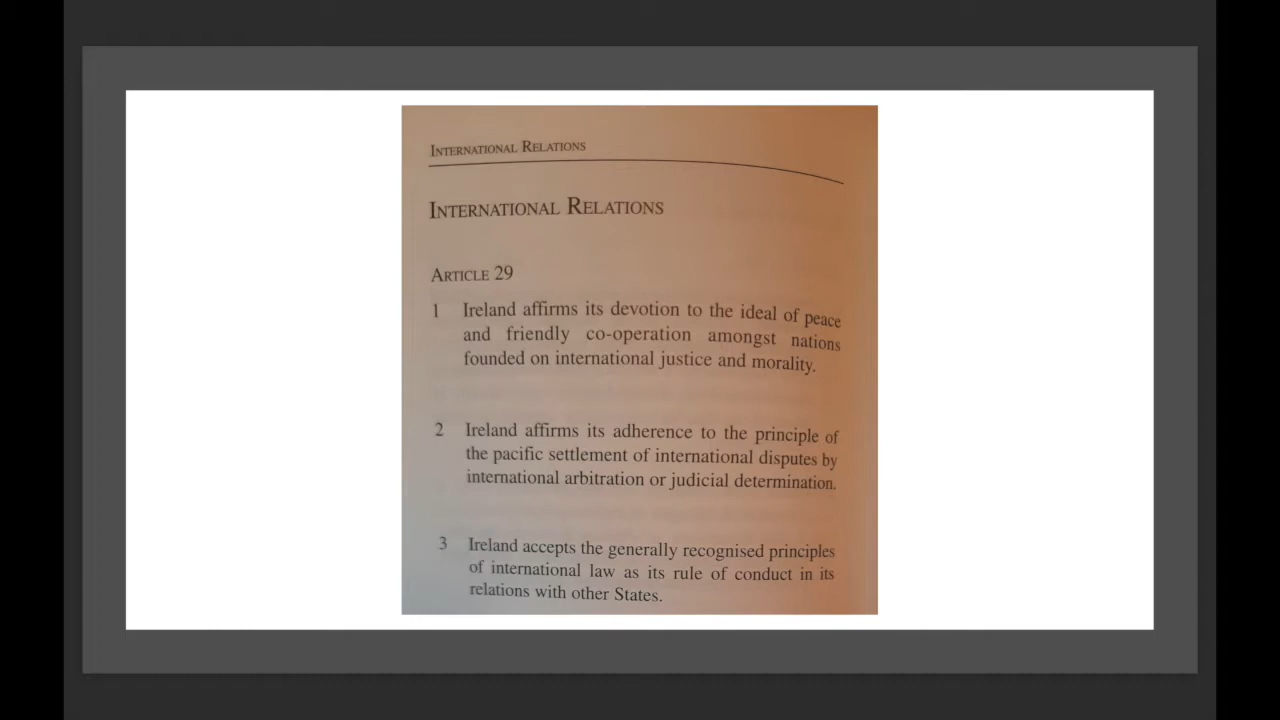 International Relations
International Relations
Article 29
1 Ireland affirms its devotion to the ideal of peace
and friendly co-operation amongst nations
founded on international justice and morality.
2 Ireland affirms its adherence to the principle of
the pacific settlement of international disputes by
international arbitration or judicial determination.
3 Ireland accepts the generally recognised principles
of international law as its rule of conduct in its
relations with other States.